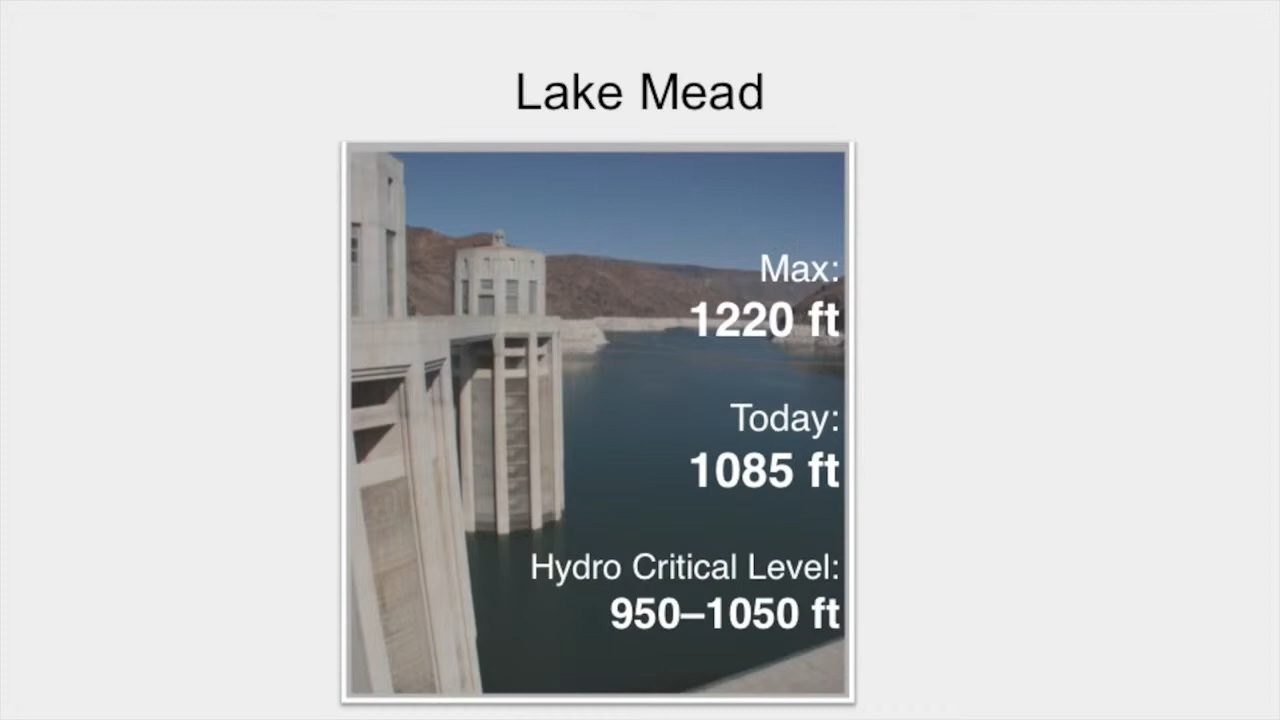 Lake Mead
Max:
1220 ft
Today:
1085 ft
Hydro Critical Level:
950–1050 ft